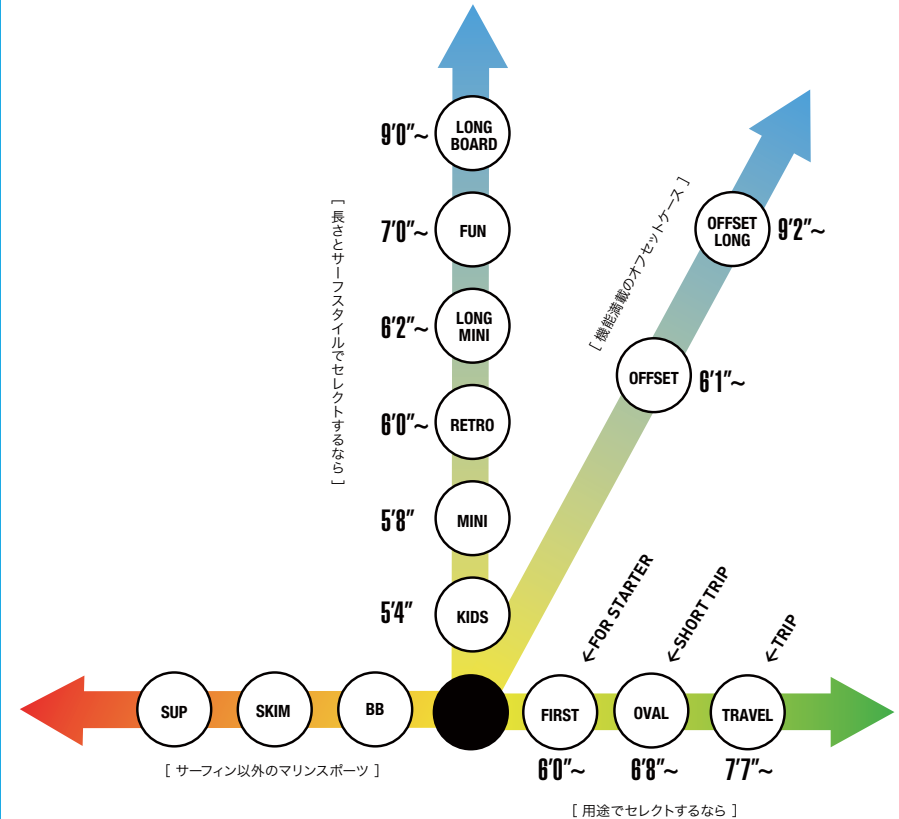 9'0"~
LONG
BOARD
7'0"~
FUN
6'2"~
LONG
MINI
6'0"~
RETRO
5'8"
MINI
5'4"
KIDS
[ 長さとサーフスタイルでセレクトするなら ]
[ 機能満載のオフセットケース ]
OFFSET
LONG
9'2"~
OFFSET
6'1"~
←FOR STARTER
←SHORT TRIP
←TRIP
SUP
SKIM
BB
FIRST
OVAL
TRAVEL
6'0"~
6'8"~
7'7"~
[ サーフィン以外のマリンスポーツ ]
[ 用途でセレクトするなら ]